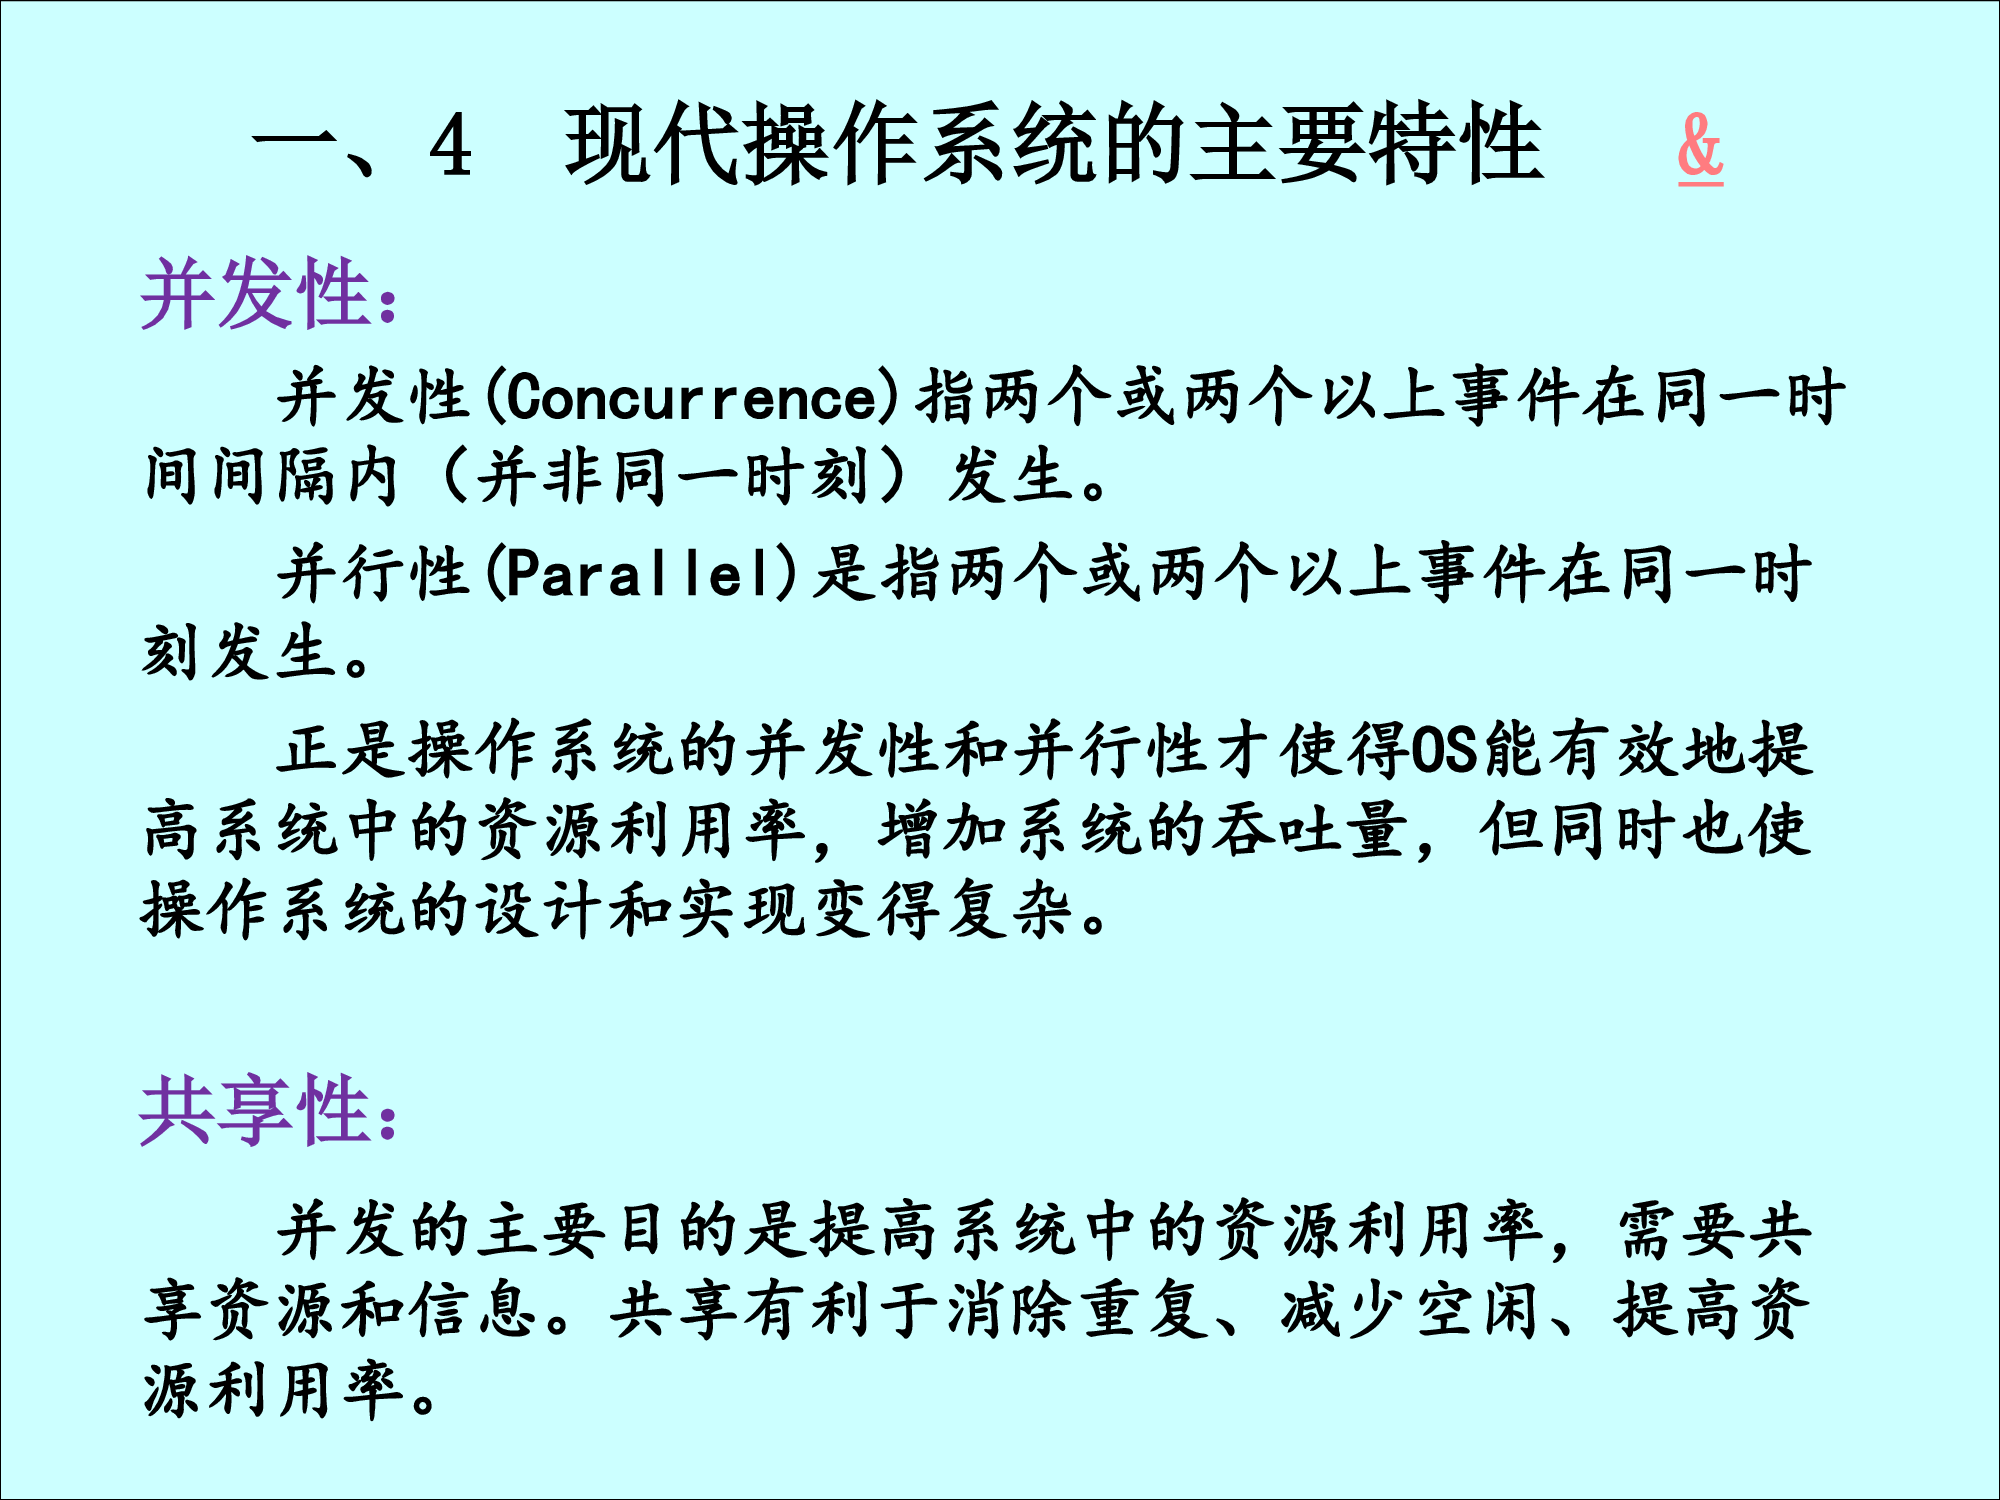 一、4 现代操作系统的主要特性 &
并发性：
并发性(Concurrence)指两个或两个以上事件在同一时
间间隔内（并非同一时刻）发生。
并行性(Parallel)是指两个或两个以上事件在同一时
刻发生。
正是操作系统的并发性和并行性才使得OS能有效地提
高系统中的资源利用率，增加系统的吞吐量，但同时也使
操作系统的设计和实现变得复杂。
共享性：
并发的主要目的是提高系统中的资源利用率，需要共
享资源和信息。共享有利于消除重复、减少空闲、提高资
源利用率。